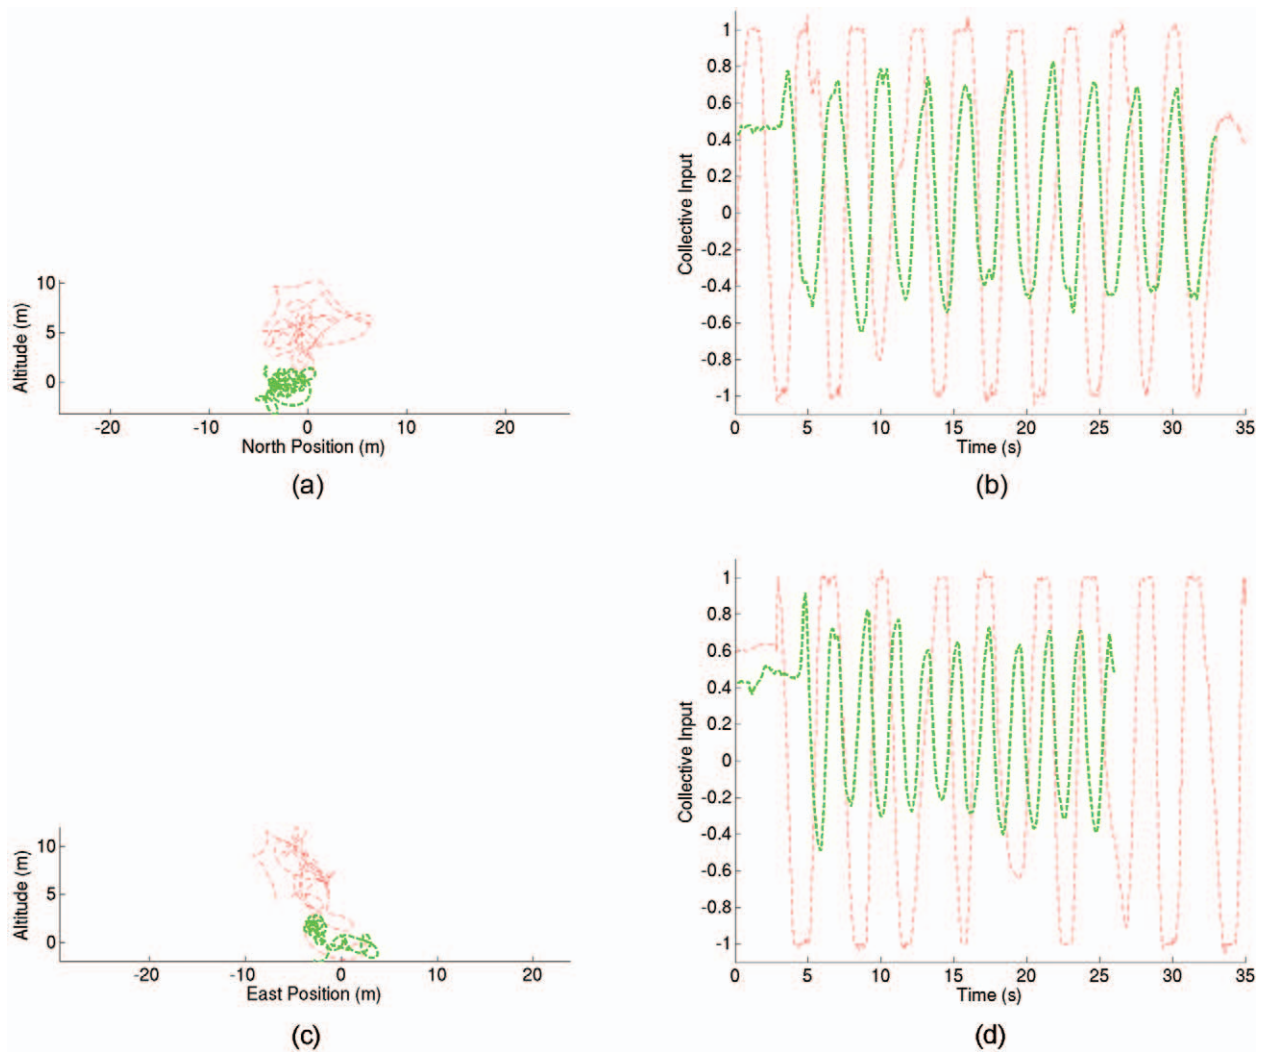 10
5
0
Altitude (m)
-20 -10 0 10 20
North Position (m)
(a)
1
0.8
0.6
0.4
0.2
0
-0.2
-0.4
-0.6
-0.8
-1
Collective Input
0 5 10 15 20 25 30 35
Time (s)
(b)
10
5
0
Altitude (m)
-20 -10 0 10 20
East Position (m)
(c)
1
0.8
0.6
0.4
0.2
0
-0.2
-0.4
-0.6
-0.8
-1
Collective Input
0 5 10 15 20 25 30 35
Time (s)
(d)